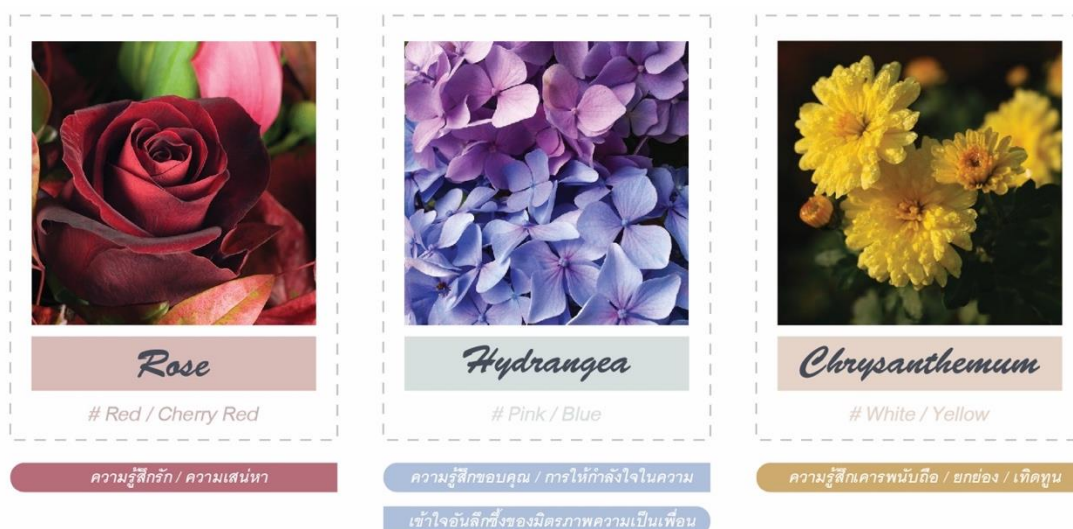 Rose
# Red / Cherry Red
ความรู้สึกรัก / ความเสน่หา
Hydrangea
# Pink / Blue
ความรู้สึกขอบคุณ / การให้กำลังใจในความ
เข้าใจอันลึกซึ้งของมิตรภาพความเป็นเพื่อน
Chrysanthemum
# White / Yellow
ความรู้สึกเคารพนับถือ / ยกย่อง / เทิดทูน